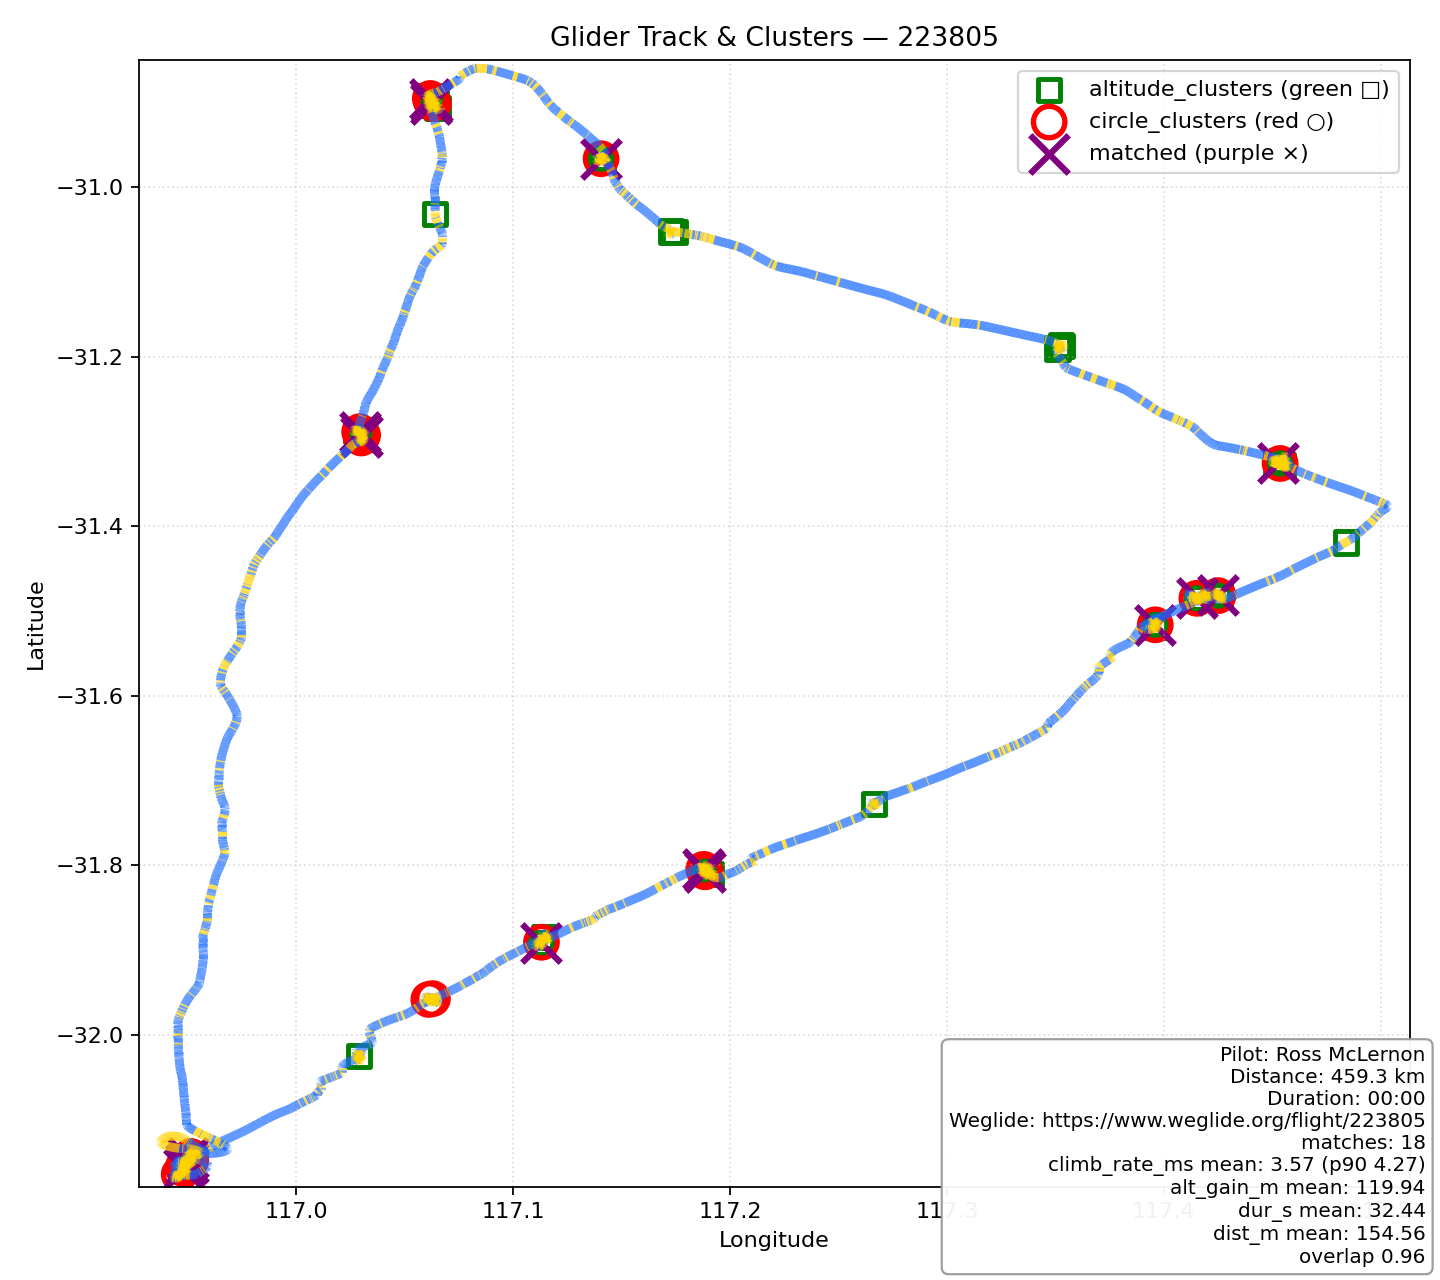 Glider Track & Clusters — 223805
altitude_clusters (green □)
circle_clusters (red ○)
matched (purple ×)
−31.0
−31.2
−31.4
−31.6
−31.8
−32.0
Latitude
117.0
117.1
117.2
117.3
117.4
Longitude
Pilot: Ross McLernon
Distance: 459.3 km
Duration: 00:00
Weglide: https://www.weglide.org/flight/223805
matches: 18
climb_rate_ms mean: 3.57 (p90 4.27)
alt_gain_m mean: 119.94
dur_s mean: 32.44
dist_m mean: 154.56
overlap 0.96